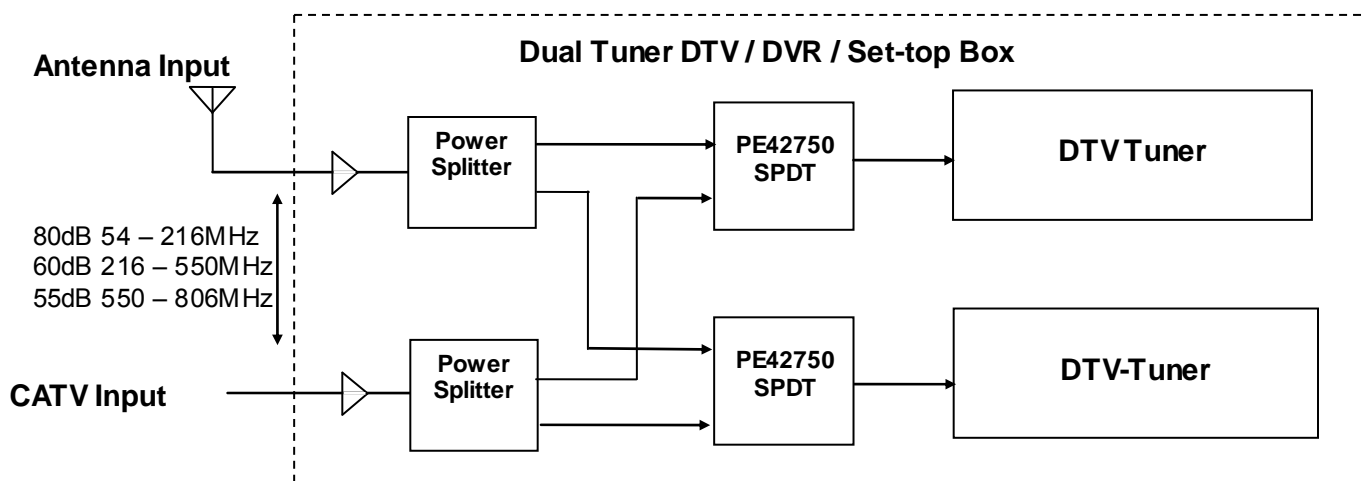 Dual Tuner DTV / DVR / Set-top Box
Antenna Input
Power
Splitter
PE42750
SPDT
DTV Tuner
80dB 54 – 216MHz
60dB 216 – 550MHz
55dB 550 – 806MHz
CATV Input
Power
Splitter
PE42750
SPDT
DTV-Tuner